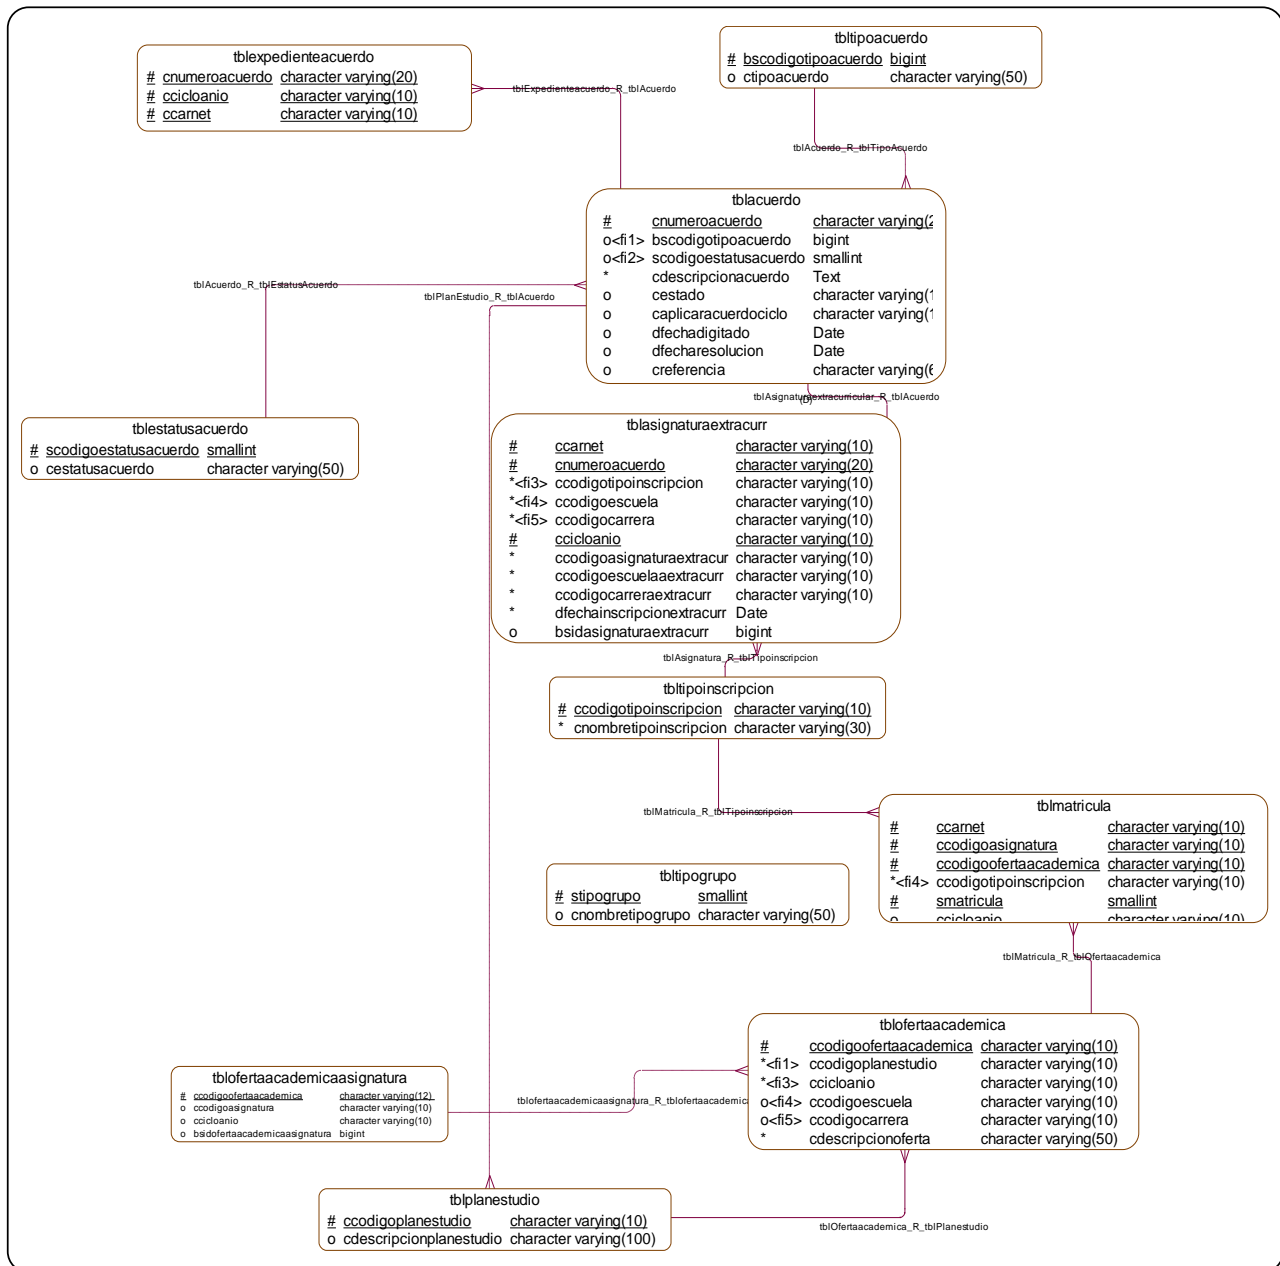 tblexpedienteacuerdo
# cnumeroacuerdo character varying(20)
# ccicloanio character varying(10)
# ccarnet character varying(10)
tbltipoacuerdo
# bscodigotipoacuerdo bigint
o ctipoacuerdo character varying(50)
tblExpedienteacuerdo_R_tblAcuerdo
tblAcuerdo_R_tblTipoAcuerdo
tblacuerdo
# cnumeroacuerdo character varying(2
o<fi1> bscodigotipoacuerdo bigint
o<fi2> scodigoestatusacuerdo smallint
* cdescripcionacuerdo Text
o cestado character varying(1
o caplicaracuerdociclo character varying(1
o dfechadigitado Date
o dfecharesolucion Date
o creferencia character varying(6
tblAcuerdo_R_tblEstatusAcuerdo
tblPlanEstudio_R_tblAcuerdo
tblAsignaturaextracurricular_R_tblAcuerdo
(D)
tblestatusacuerdo
# scodigoestatusacuerdo smallint
o cestatusacuerdo character varying(50)
tblasignaturaextracurr
# ccarnet character varying(10)
# cnumeroacuerdo character varying(20)
*<fi3> ccodigotipoinscripcion character varying(10)
*<fi4> ccodigoescuela character varying(10)
*<fi5> ccodigocarrera character varying(10)
# ccicloanio character varying(10)
* ccodigoasignaturaextracur character varying(10)
* ccodigoescuelaaextracurr character varying(10)
* ccodigocarreraextracurr character varying(10)
* dfechainscripcionextracurr Date
o bsidasignaturaextracurr bigint
tblAsignatura_R_tblTipoinscripcion
tbltipoinscripcion
# ccodigotipoinscripcion character varying(10)
* cnombretipoinscripcion character varying(30)
tblMatricula_R_tblTipoinscripcion
tblmatricula
# ccarnet character varying(10)
# ccodigoasignatura character varying(10)
# ccodigoofertaacademica character varying(10)
*<fi4> ccodigotipoinscripcion character varying(10)
# smatricula smallint
o ccicloanio character varying(10)
tbltipogrupo
# stipogrupo smallint
o cnombretipogrupo character varying(50)
tblMatricula_R_tblOfertaacademica
tblofertaacademica
# ccodigoofertaacademica character varying(10)
*<fi1> ccodigoplanestudio character varying(10)
*<fi3> ccicloanio character varying(10)
o<fi4> ccodigoescuela character varying(10)
o<fi5> ccodigocarrera character varying(10)
* cdescripcionoferta character varying(50)
tblofertaacademicaasignatura
# ccodigoofertaacademica character varying(12)
o ccodigoasignatura character varying(10)
o ccicloanio character varying(10)
o bsidofertaacademicaasignatura bigint
tblofertaacademicaasignatura_R_tblofertaacademica
tblplanestudio
# ccodigoplanestudio character varying(10)
o cdescripcionplanestudio character varying(100)
tblOfertaacademica_R_tblPlanestudio